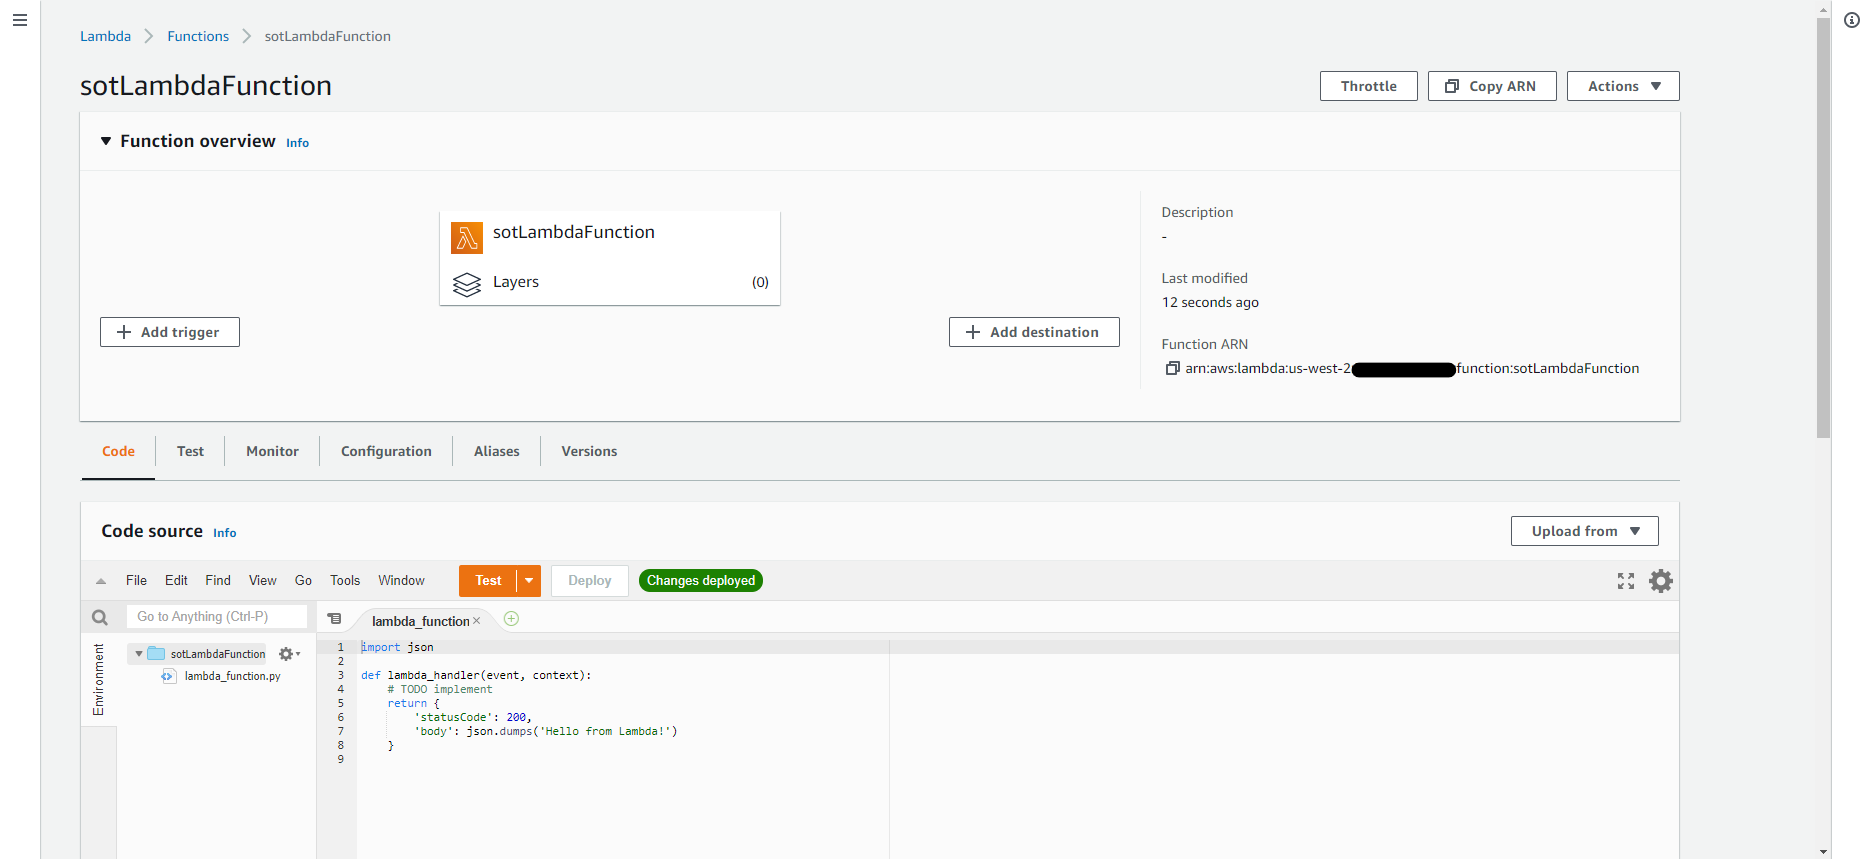 Lambda Functions sotLambdaFunction
sotLambdaFunction
Throttle
Copy ARN
Actions
Function overview Info
sotLambdaFunction
Layers (0)
Add trigger
Add destination
Description
-
Last modified
12 seconds ago
Function ARN
arn:aws:lambda:us-west-2 function:sotLambdaFunction
Code Test Monitor Configuration Aliases Versions
Code source Info
Upload from
File Edit Find View Go Tools Window Test Deploy Changes deployed
Go to Anything (Ctrl-P)
Environment
sotLambdaFunction
lambda_function.py
lambda_function
1 import json
2
3 def lambda_handler(event, context):
4     # TODO implement
5     return {
6         'statusCode': 200,
7         'body': json.dumps('Hello from Lambda!')
8     }
9